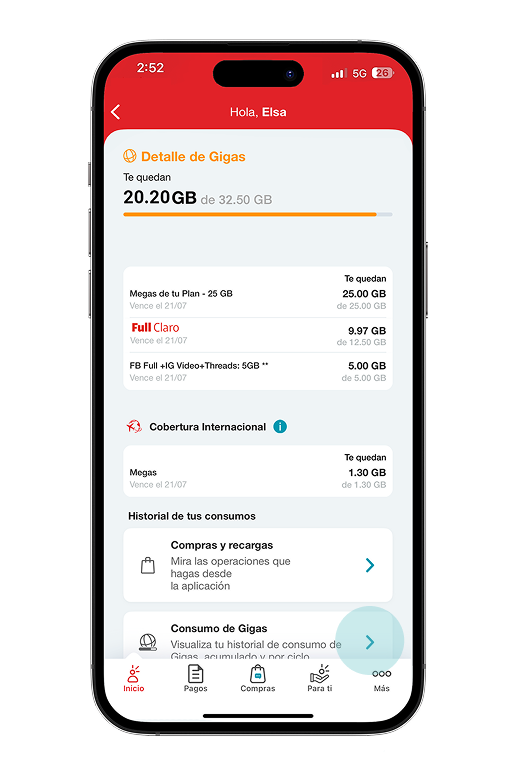 2:52
5G 26
Hola, Elsa
Detalle de Gigas
Te quedan
20.20GB de 32.50 GB
Te quedan
Megas de tu Plan - 25 GB 25.00 GB
Vence el 21/07 de 25.00 GB
Full Claro 9.97 GB
Vence el 21/07 de 12.50 GB
FB Full +IG Video+Threads: 5GB ** 5.00 GB
Vence el 21/07 de 5.00 GB
Cobertura Internacional i
Te quedan
Megas 1.30 GB
Vence el 21/07 de 1.30 GB
Historial de tus consumos
Compras y recargas
Mira las operaciones que
hagas desde
la aplicación
Consumo de Gigas
Visualiza tu historial de consumo de
Gigas, acumulado y por ciclo
Inicio Pagos Compras Para ti Más